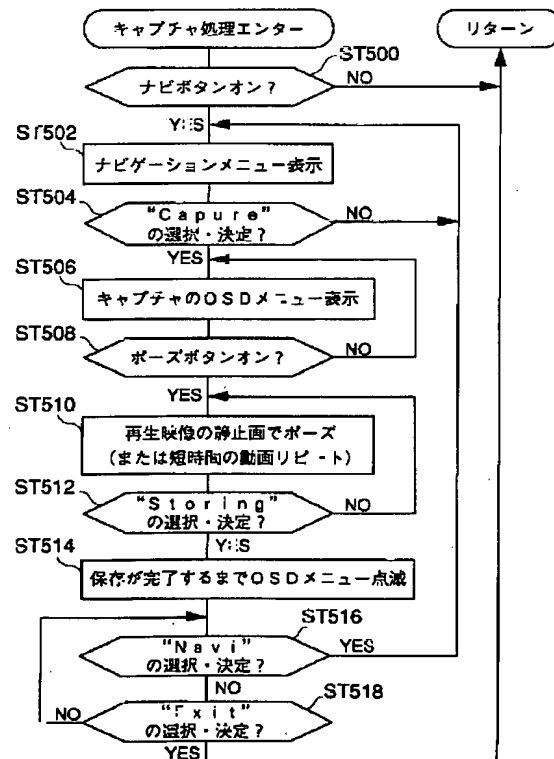 キャプチャ処理エンター
リターン
ST500
ナビボタンオン？
NO
YES
ST502
ナビゲーションメニュー表示
ST504
“Capure”
の選択・決定？
NO
YES
ST506
キャプチャのOSDメニュー表示
ST508
ポーズボタンオン？
NO
YES
ST510
再生映像の静止画でポーズ
（または短時間の動画リピート）
ST512
“Storing”
の選択・決定？
NO
YES
ST514
保存が完了するまでOSDメニュー点滅
ST516
“Navi”
の選択・決定？
YES
NO
ST518
“Exit”
の選択・決定？
NO
YES